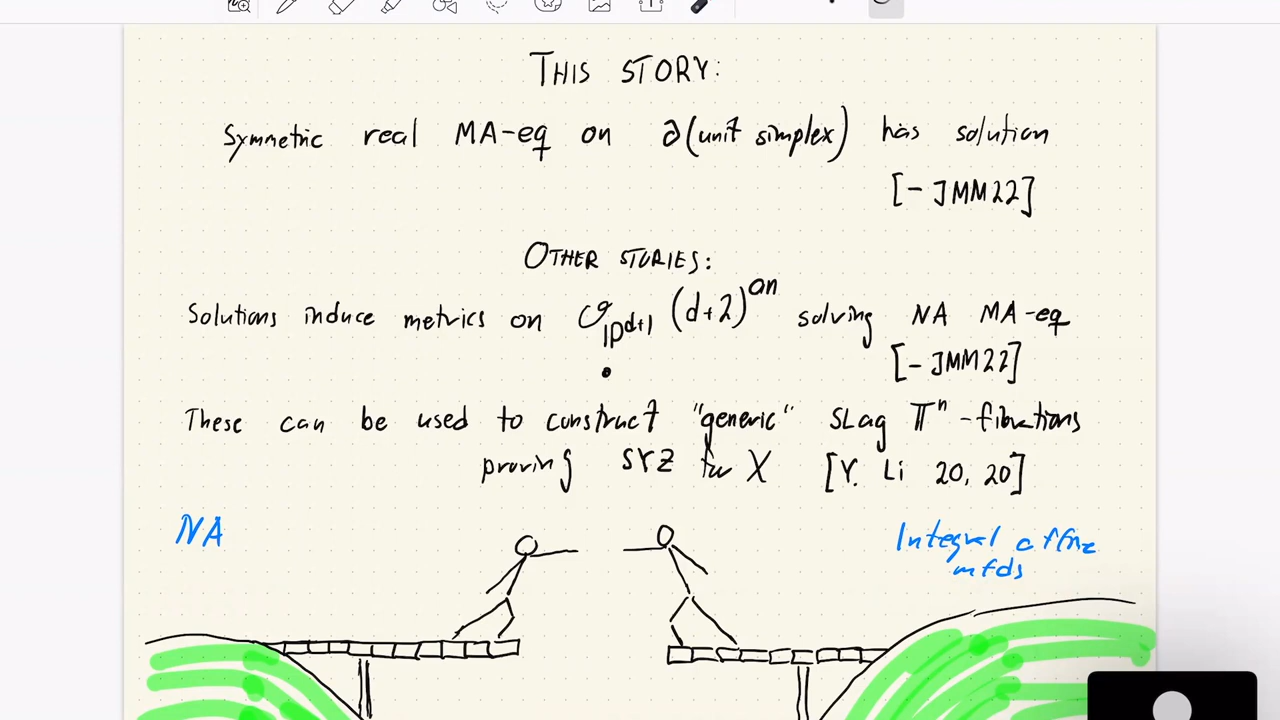 THIS STORY:
Symmetric real MA-eq on ∂(unit simplex) has solution
[- JMM22]
OTHER STORIES:
Solutions induce metrics on O_{P^{d+1}} (d+2)^{an} solving NA MA-eq
[- JMM22]
These can be used to construct "generic" SLag T^n-fibrations
proving SYZ for X [Y. Li 20, 20]
NA
Integral affine
mfds